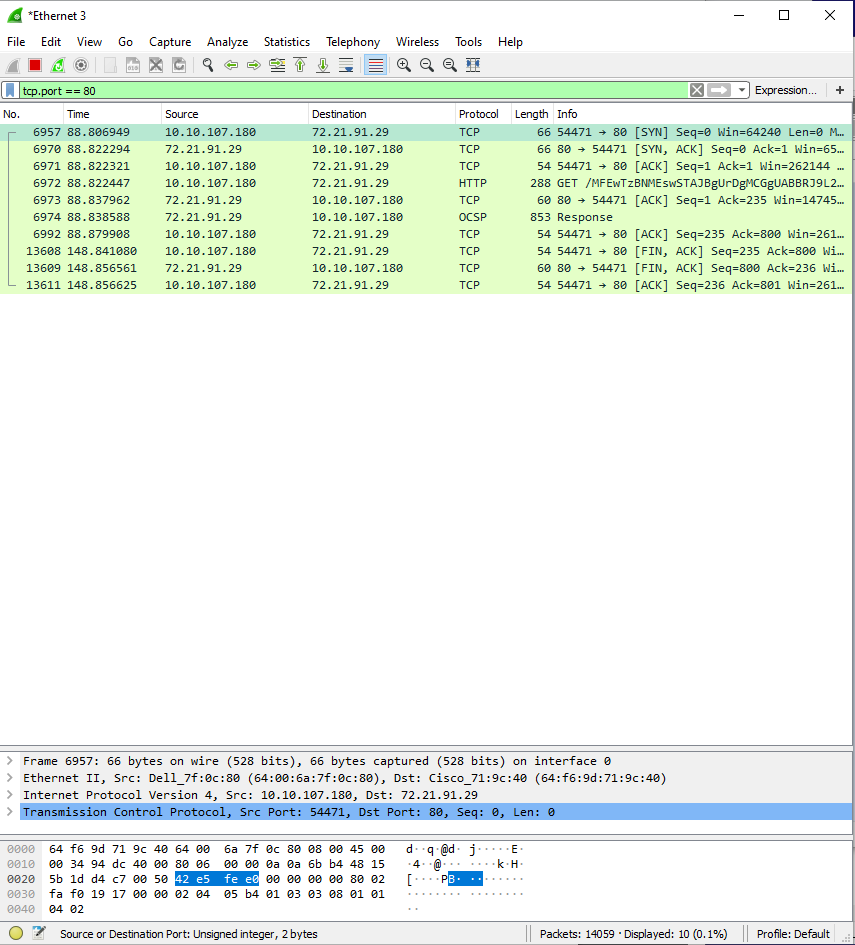 *Ethernet 3
File Edit View Go Capture Analyze Statistics Telephony Wireless Tools Help
tcp.port == 80 Expression... +
No. Time Source Destination Protocol Length Info
6957 88.806949 10.10.107.180 72.21.91.29 TCP 66 54471 → 80 [SYN] Seq=0 Win=64240 Len=0 M...
6970 88.822294 72.21.91.29 10.10.107.180 TCP 66 80 → 54471 [SYN, ACK] Seq=0 Ack=1 Win=65...
6971 88.822321 10.10.107.180 72.21.91.29 TCP 54 54471 → 80 [ACK] Seq=1 Ack=1 Win=262144 ...
6972 88.822447 10.10.107.180 72.21.91.29 HTTP 288 GET /MFEwTzBNMEswSTAJBgUrDgMCGgUABBRJ9L2...
6973 88.837962 72.21.91.29 10.10.107.180 TCP 60 80 → 54471 [ACK] Seq=1 Ack=235 Win=14745...
6974 88.838588 72.21.91.29 10.10.107.180 OCSP 853 Response
6992 88.879908 10.10.107.180 72.21.91.29 TCP 54 54471 → 80 [ACK] Seq=235 Ack=800 Win=261...
13608 148.841080 10.10.107.180 72.21.91.29 TCP 54 54471 → 80 [FIN, ACK] Seq=235 Ack=800 Wi...
13609 148.856561 72.21.91.29 10.10.107.180 TCP 60 80 → 54471 [FIN, ACK] Seq=800 Ack=236 Wi...
13611 148.856625 10.10.107.180 72.21.91.29 TCP 54 54471 → 80 [ACK] Seq=236 Ack=801 Win=261...
Frame 6957: 66 bytes on wire (528 bits), 66 bytes captured (528 bits) on interface 0
Ethernet II, Src: Dell_7f:0c:80 (64:00:6a:7f:0c:80), Dst: Cisco_71:9c:40 (64:f6:9d:71:9c:40)
Internet Protocol Version 4, Src: 10.10.107.180, Dst: 72.21.91.29
Transmission Control Protocol, Src Port: 54471, Dst Port: 80, Seq: 0, Len: 0
0000 64 f6 9d 71 9c 40 64 00 6a 7f 0c 80 08 00 45 00 d··q·@d· j·····E·
0010 00 34 94 dc 40 00 80 06 00 00 0a 0a 6b b4 48 15 ·4··@··· ····k·H·
0020 5b 1d d4 c7 00 50 42 e5 fe e0 00 00 00 00 80 02 [····PB· ········
0030 fa f0 19 17 00 00 02 04 05 b4 01 03 03 08 01 01 ········ ········
0040 04 02 ··
Source or Destination Port: Unsigned integer, 2 bytes Packets: 14059 · Displayed: 10 (0.1%) Profile: Default